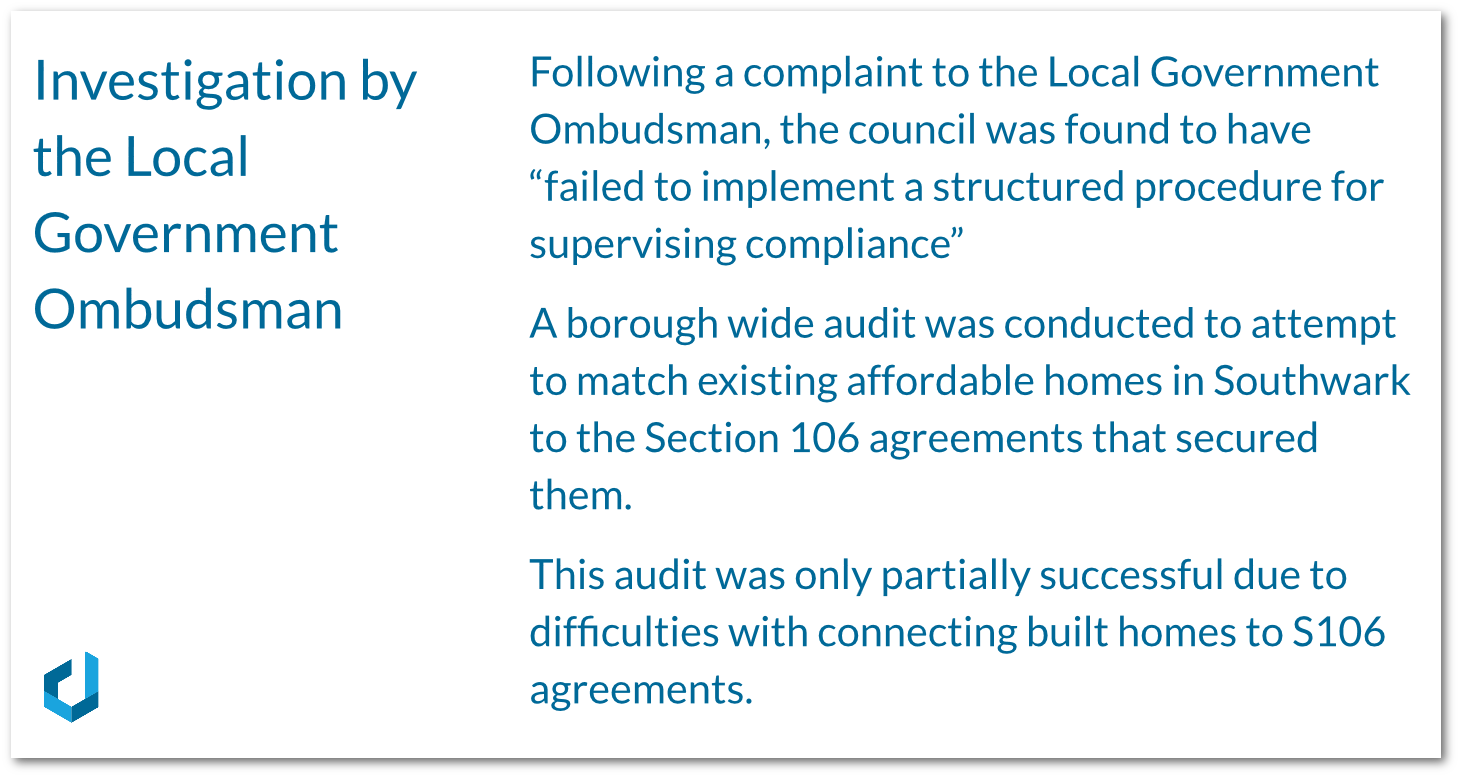 Investigation by
the Local
Government
Ombudsman
Following a complaint to the Local Government
Ombudsman, the council was found to have
“failed to implement a structured procedure for
supervising compliance”
A borough wide audit was conducted to attempt
to match existing affordable homes in Southwark
to the Section 106 agreements that secured
them.
This audit was only partially successful due to
difficulties with connecting built homes to S106
agreements.